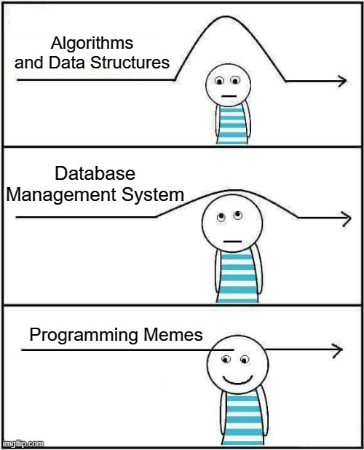 Algorithms
and Data Structures
Database
Management System
Programming Memes
imgflip.com